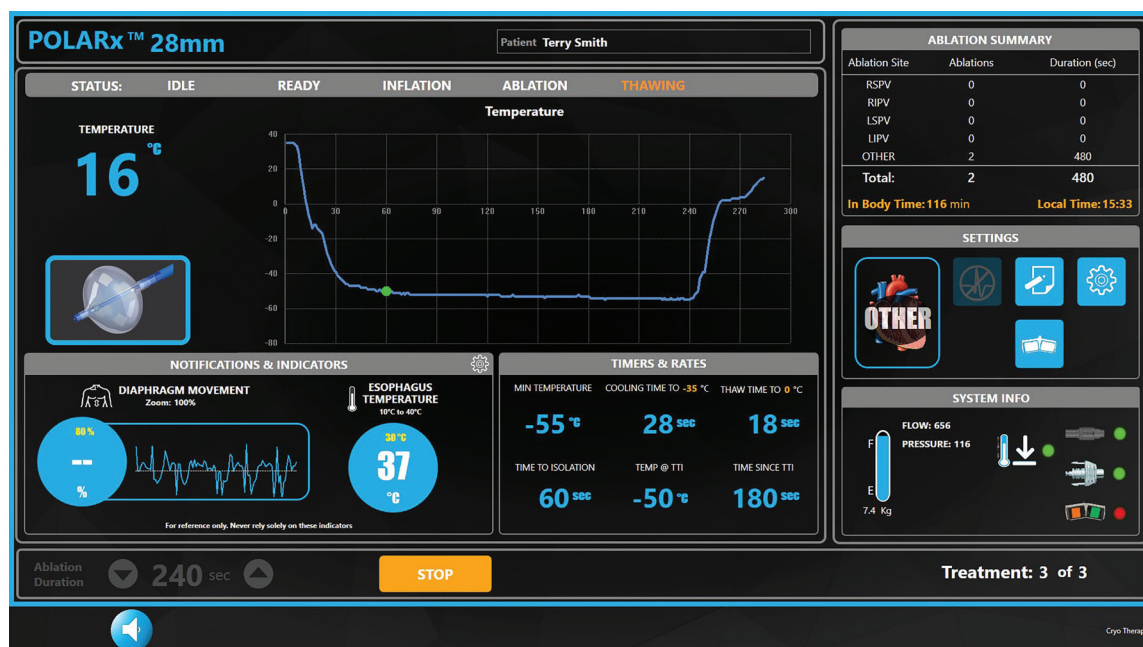 POLARx™ 28mm
Patient Terry Smith
STATUS: IDLE READY INFLATION ABLATION THAWING
TEMPERATURE
16 °C
Temperature
40
20
0
-20
-40
-60
-80
0 30 60 90 120 150 180 210 240 270 300
NOTIFICATIONS & INDICATORS
DIAPHRAGM MOVEMENT
Zoom: 100%
80 %
--
%
ESOPHAGUS
TEMPERATURE
10°C to 40°C
30 °C
37
°C
For reference only. Never rely solely on these indicators
TIMERS & RATES
MIN TEMPERATURE COOLING TIME TO -35 °C THAW TIME TO 0 °C
-55 °C 28 sec 18 sec
TIME TO ISOLATION TEMP @ TTI TIME SINCE TTI
60 sec -50 °C 180 sec
ABLATION SUMMARY
Ablation Site Ablations Duration (sec)
RSPV 0 0
RIPV 0 0
LSPV 0 0
LIPV 0 0
OTHER 2 480
Total: 2 480
In Body Time: 116 min Local Time: 15:33
SETTINGS
OTHER
SYSTEM INFO
F
E
7.4 Kg
FLOW: 656
PRESSURE: 116
Ablation
Duration
240 sec
STOP
Treatment: 3 of 3
Cryo Therap